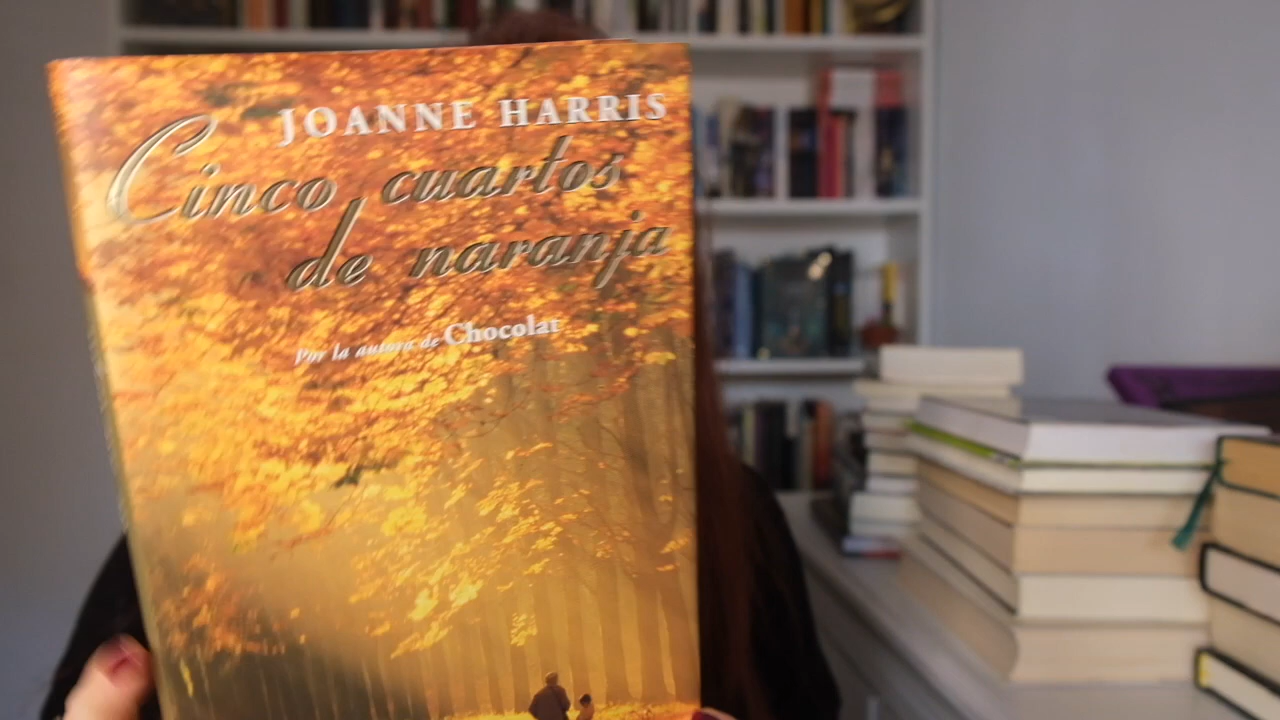 JOANNE HARRIS
Cinco cuartos
de naranja
Por la autora de Chocolat